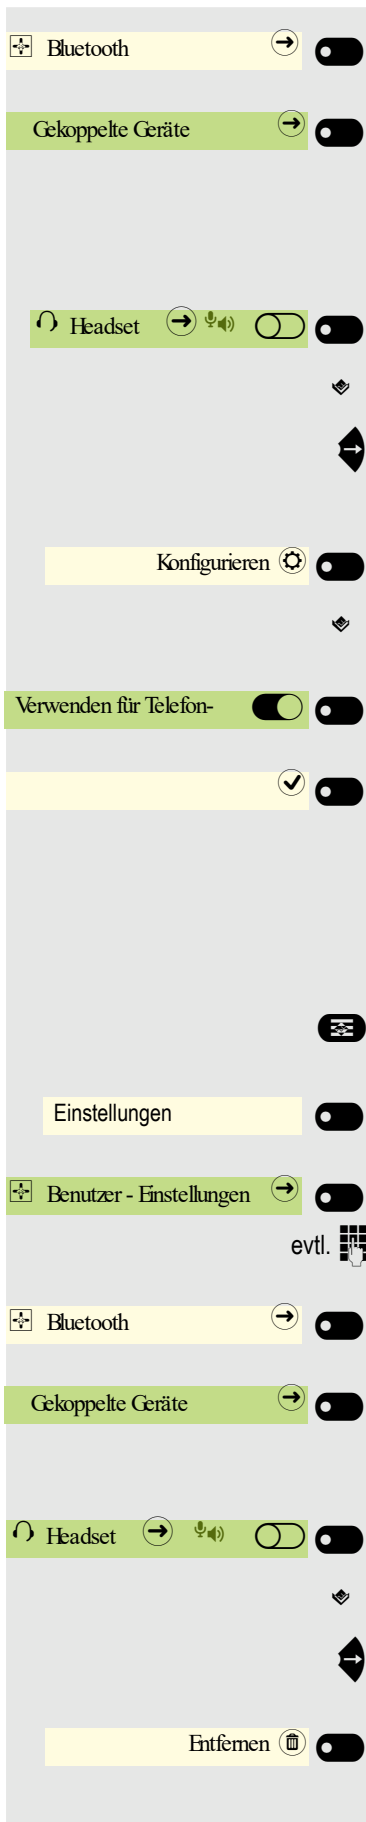 Bluetooth
Gekoppelte Geräte
Headset
Konfigurieren
Verwenden für Telefon-
Einstellungen
Benutzer - Einstellungen
evtl.
Bluetooth
Gekoppelte Geräte
Headset
Entfernen